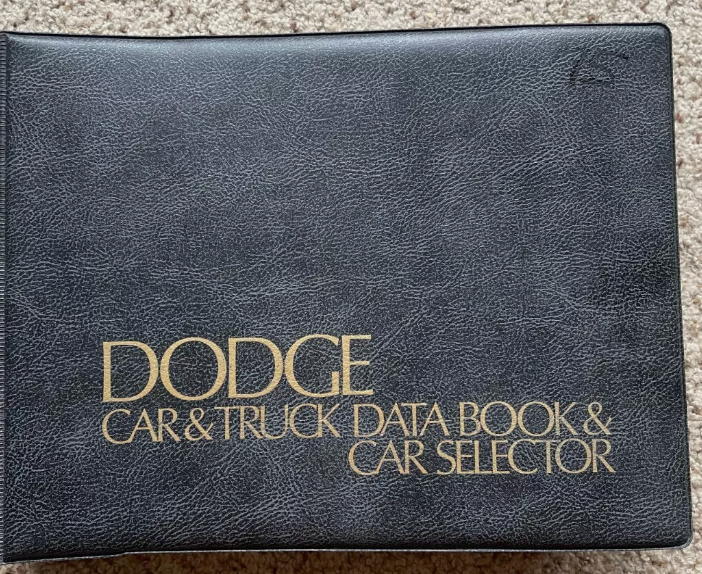 DODGE
CAR & TRUCK DATA BOOK &
CAR SELECTOR